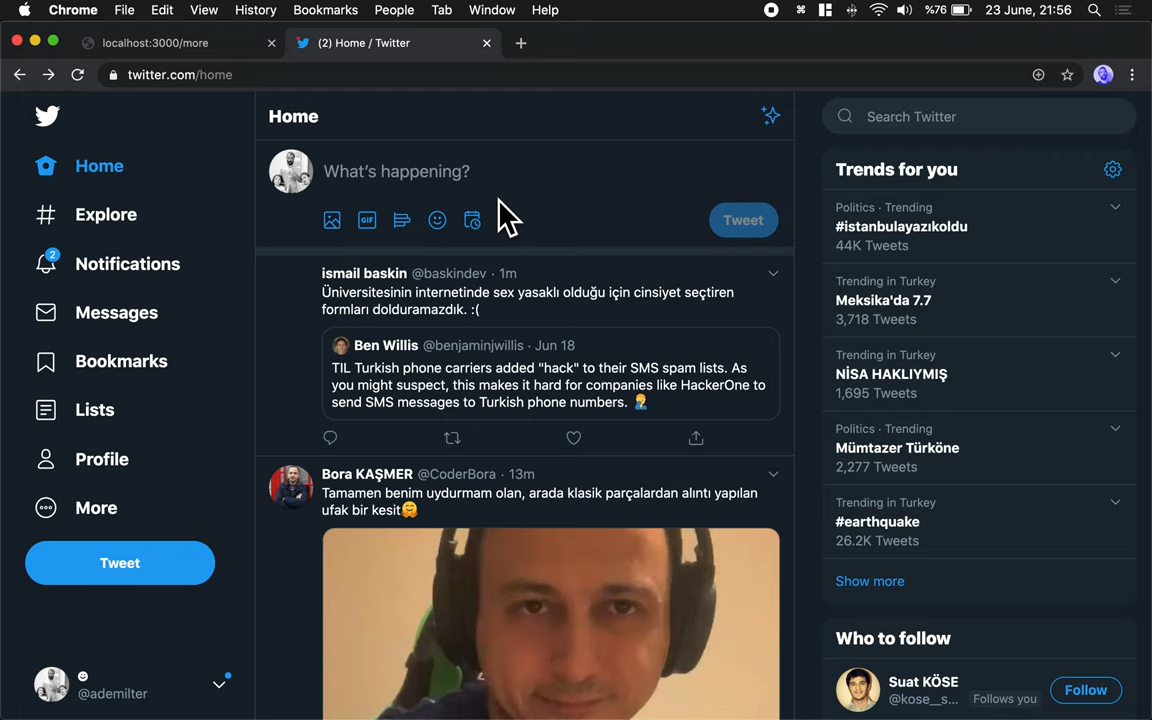 Chrome File Edit View History Bookmarks People Tab Window Help %76 23 June, 21:56
localhost:3000/more
(2) Home / Twitter
twitter.com/home
Home
Explore
2
Notifications
Messages
Bookmarks
Lists
Profile
More
Tweet
@ademilter
Home
What's happening?
GIF
Tweet
ismail baskin @baskindev · 1m
Üniversitesinin internetinde sex yasaklı olduğu için cinsiyet seçtiren
formları dolduramazdık. :(
Ben Willis @benjaminjwillis · Jun 18
TIL Turkish phone carriers added "hack" to their SMS spam lists. As
you might suspect, this makes it hard for companies like HackerOne to
send SMS messages to Turkish phone numbers. 🤦‍♂️
Bora KAŞMER @CoderBora · 13m
Tamamen benim uydurmam olan, arada klasik parçalardan alıntı yapılan
ufak bir kesit🤗
Search Twitter
Trends for you
Politics · Trending
#istanbulayazıkoldu
44K Tweets
Trending in Turkey
Meksika'da 7.7
3,718 Tweets
Trending in Turkey
NİSA HAKLIYMIŞ
1,695 Tweets
Politics · Trending
Mümtazer Türköne
2,277 Tweets
Trending in Turkey
#earthquake
26.2K Tweets
Show more
Who to follow
Suat KÖSE
@kose__s... Follows you
Follow